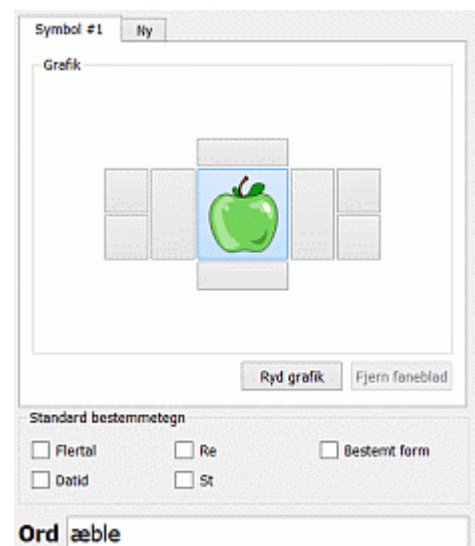 Symbol #1 Ny
Grafik
Ryd grafik Fjern faneblad
Standard bestemmetegn
Flertal Re Bestemt form
Datid St
Ord æble